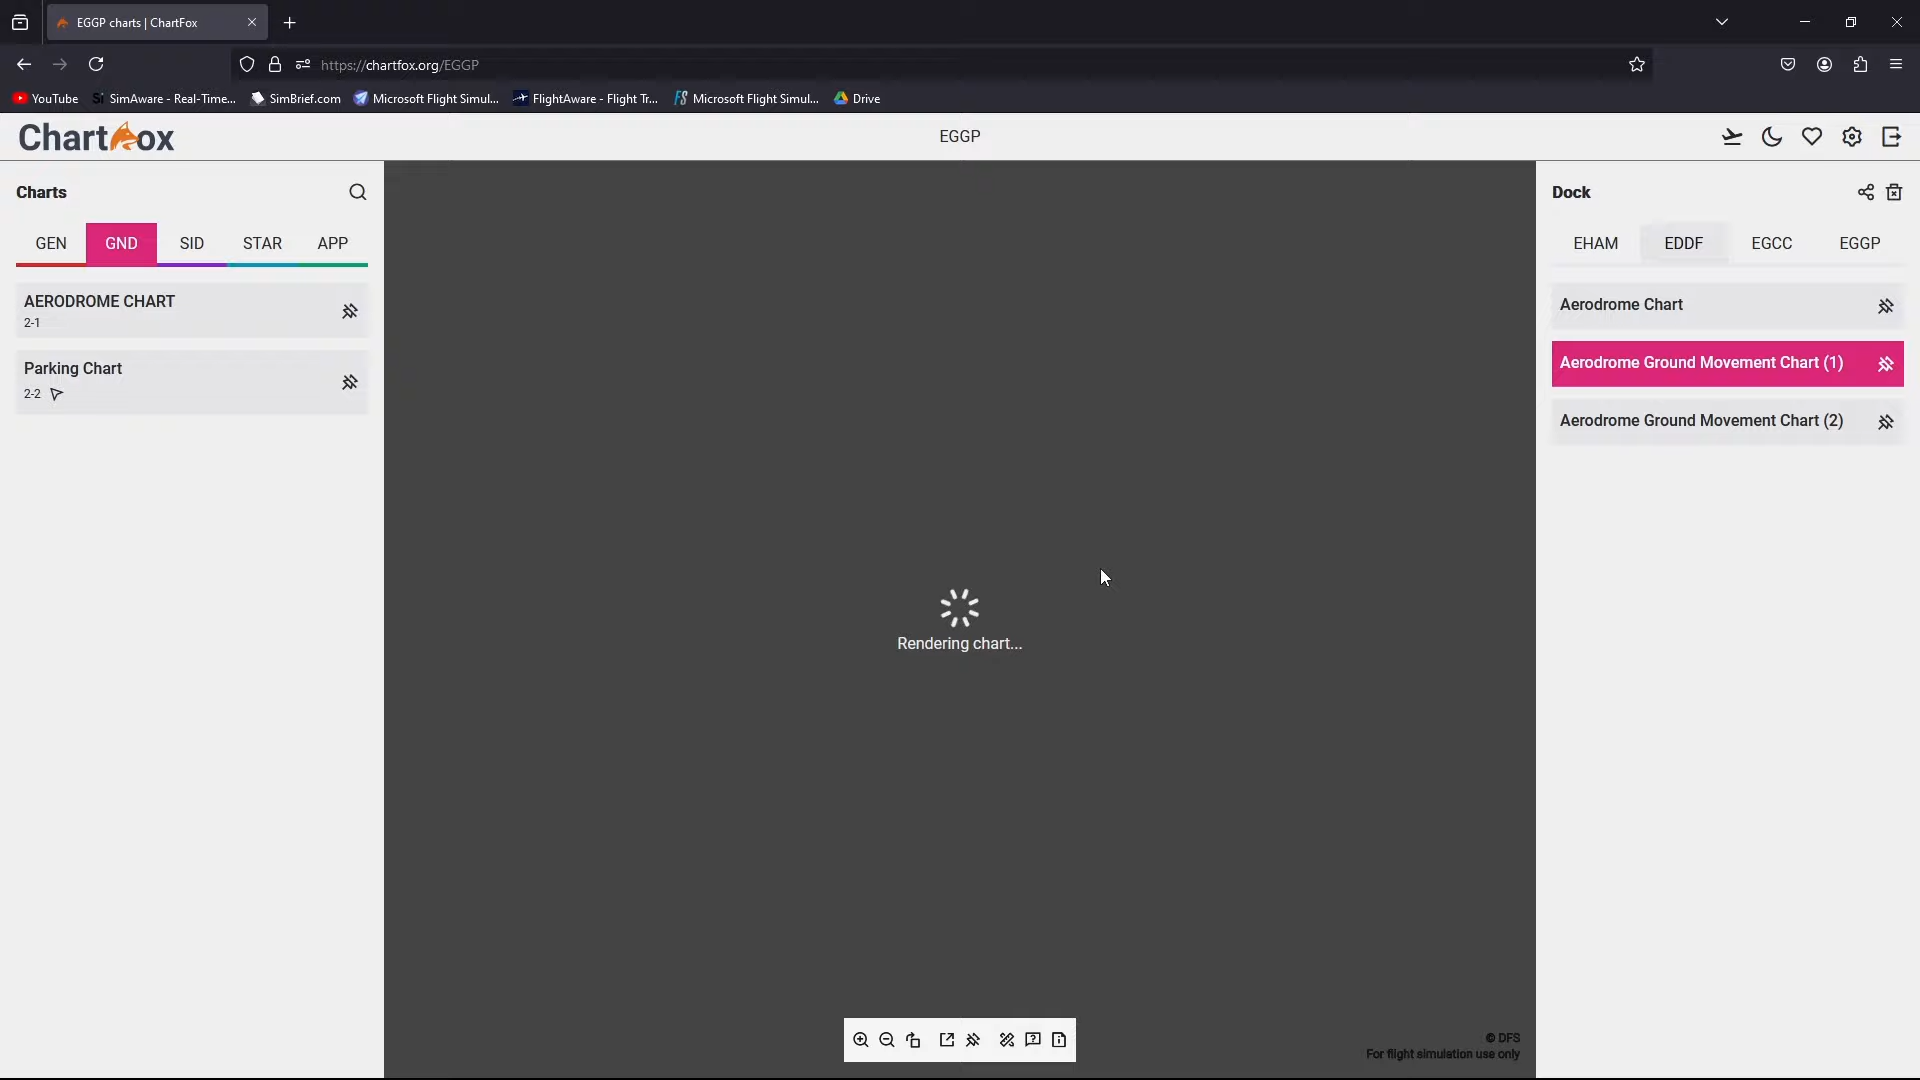 EGGP charts | ChartFox
https://chartfox.org/EGGP
YouTube
SimAware - Real-Time...
SimBrief.com
Microsoft Flight Simul...
FlightAware - Flight Tr...
Microsoft Flight Simul...
Drive
Chart ox
EGGP
Charts
GEN GND SID STAR APP
AERODROME CHART
2-1
Parking Chart
2-2
Rendering chart...
© DFS
For flight simulation use only
Dock
EHAM EDDF EGCC EGGP
Aerodrome Chart
Aerodrome Ground Movement Chart (1)
Aerodrome Ground Movement Chart (2)